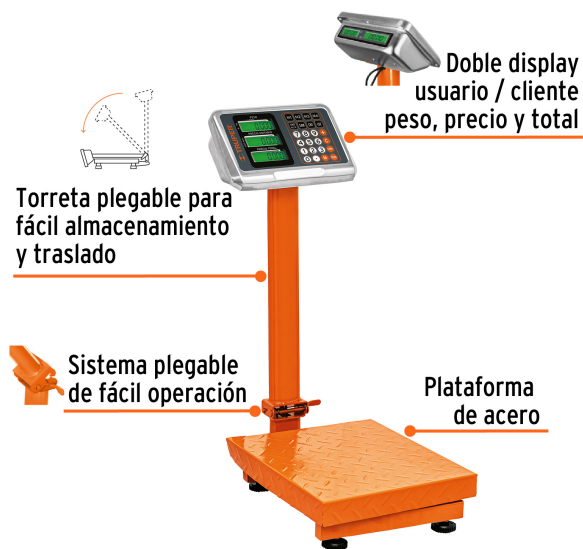 Doble display
usuario / cliente
peso, precio y total
Torreta plegable para
fácil almacenamiento
y traslado
Sistema plegable
de fácil operación
Plataforma
de acero